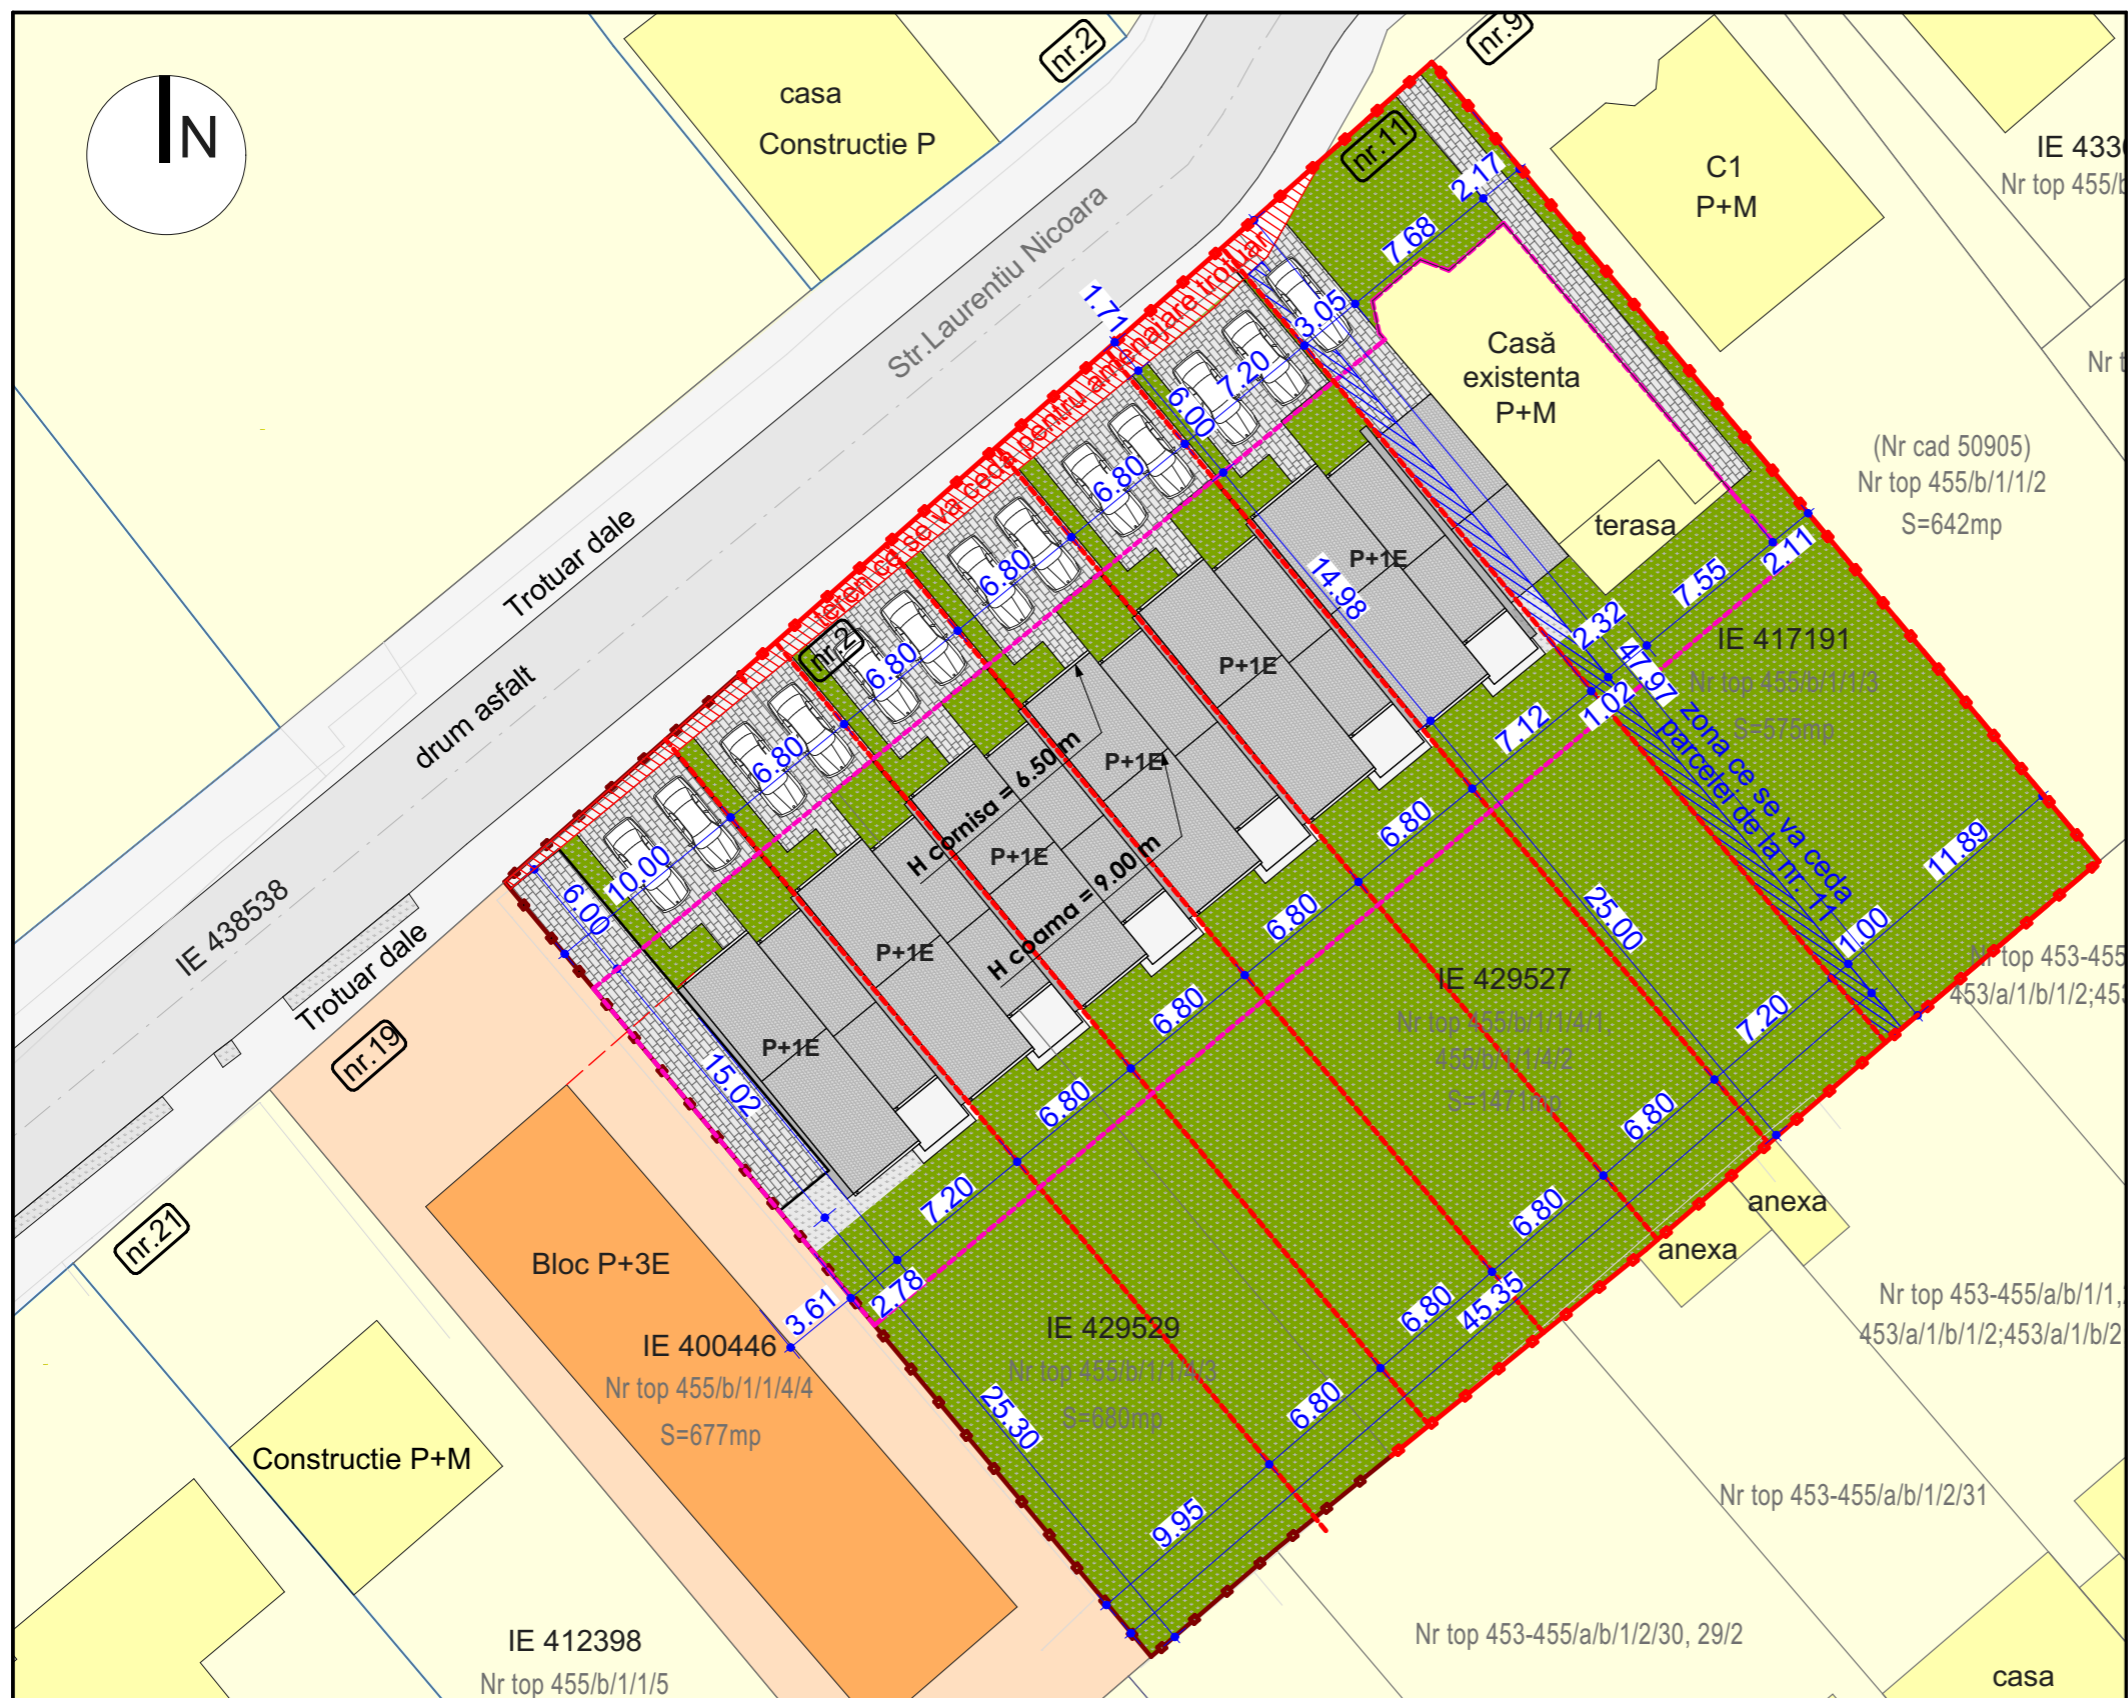 N
casa
Constructie P
nr.2
nr.9
nr.11
C1
P+M
IE 433
Nr top 455/b
Str.Laurentiu Nicoara
2.17
7.68
3.05
1.71
7.20
6.00
6.80
6.80
6.80
6.80
10.00
6.00
teren ce se va ceda pentru amenajare trotuar
Casă
existenta
P+M
terasa
(Nr cad 50905)
Nr top 455/b/1/1/2
S=642mp
Trotuar dale
drum asfalt
IE 438538
Trotuar dale
nr.2
nr.19
nr.21
P+1E
P+1E
P+1E
P+1E
P+1E
P+1E
14.98
15.02
H cornisa = 6.50 m
H coama = 9.00 m
2.11
7.55
2.32
47.97
1.02
7.12
6.80
6.80
6.80
6.80
7.20
2.78
3.61
IE 417191
Nr top 455/b/1/1/3
S=575mp
zona ce se va ceda
parcelei de la nr. 11
11.89
1.00
7.20
6.80
6.80
6.80
6.80
9.95
25.00
45.35
25.30
IE 429527
Nr top 455/b/1/1/4/1,
455/b/1/1/4/2
S=1471mp
IE 429529
Nr top 455/b/1/1/4/3
S=680mp
Bloc P+3E
IE 400446
Nr top 455/b/1/1/4/4
S=677mp
Constructie P+M
IE 412398
Nr top 455/b/1/1/5
anexa
anexa
Nr top 453-455
453/a/1/b/1/2;453
Nr top 453-455/a/b/1/1,
453/a/1/b/1/2;453/a/1/b/2
Nr top 453-455/a/b/1/2/31
Nr top 453-455/a/b/1/2/30, 29/2
casa